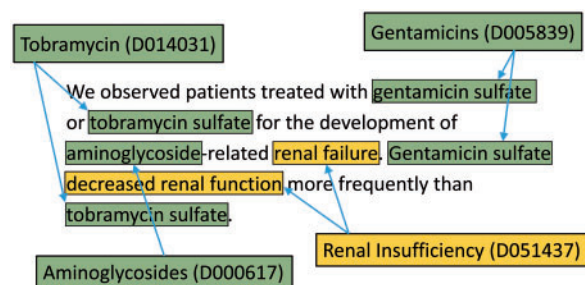 Tobramycin (D014031)
Gentamicins (D005839)
We observed patients treated with gentamicin sulfate
or tobramycin sulfate for the development of
aminoglycoside-related renal failure. Gentamicin sulfate
decreased renal function more frequently than
tobramycin sulfate.
Renal Insufficiency (D051437)
Aminoglycosides (D000617)